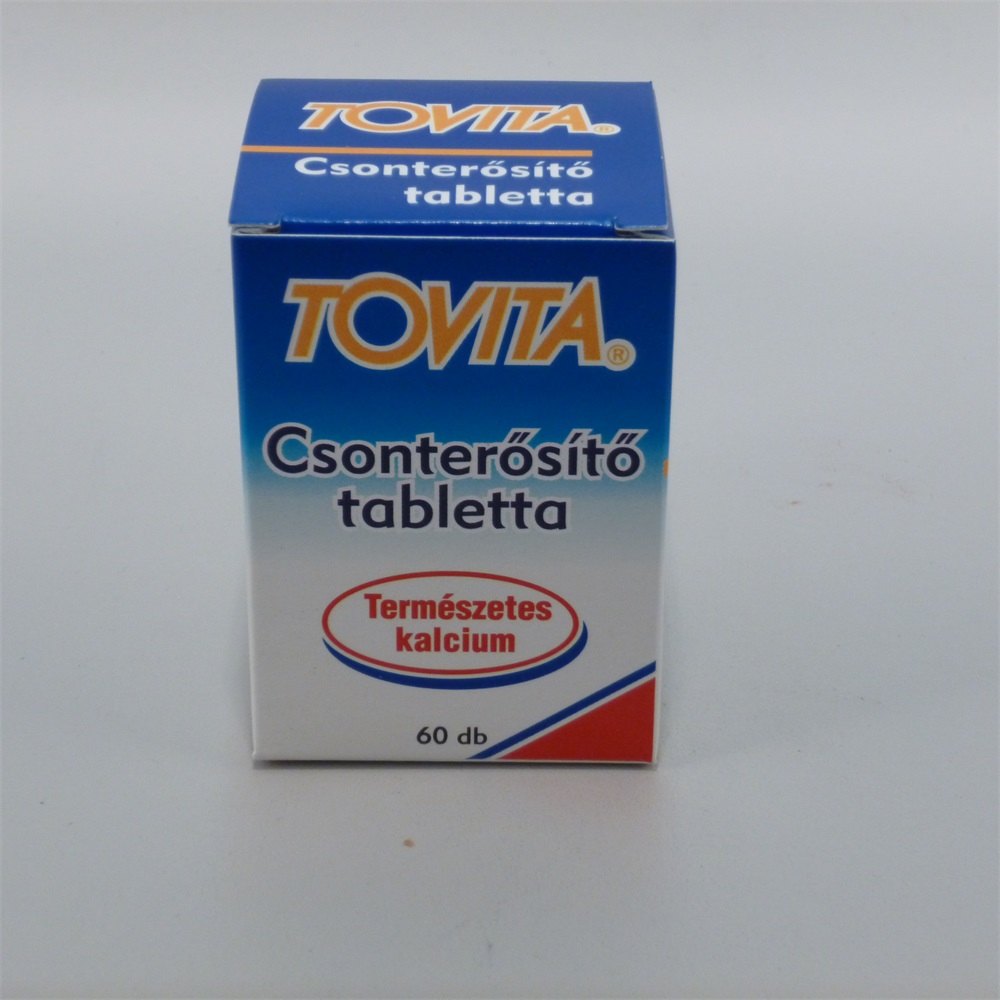 TOVITA®
Csonterősítő
tabletta
TOVITA®
Csonterősítő
tabletta
Természetes
kalcium
60 db